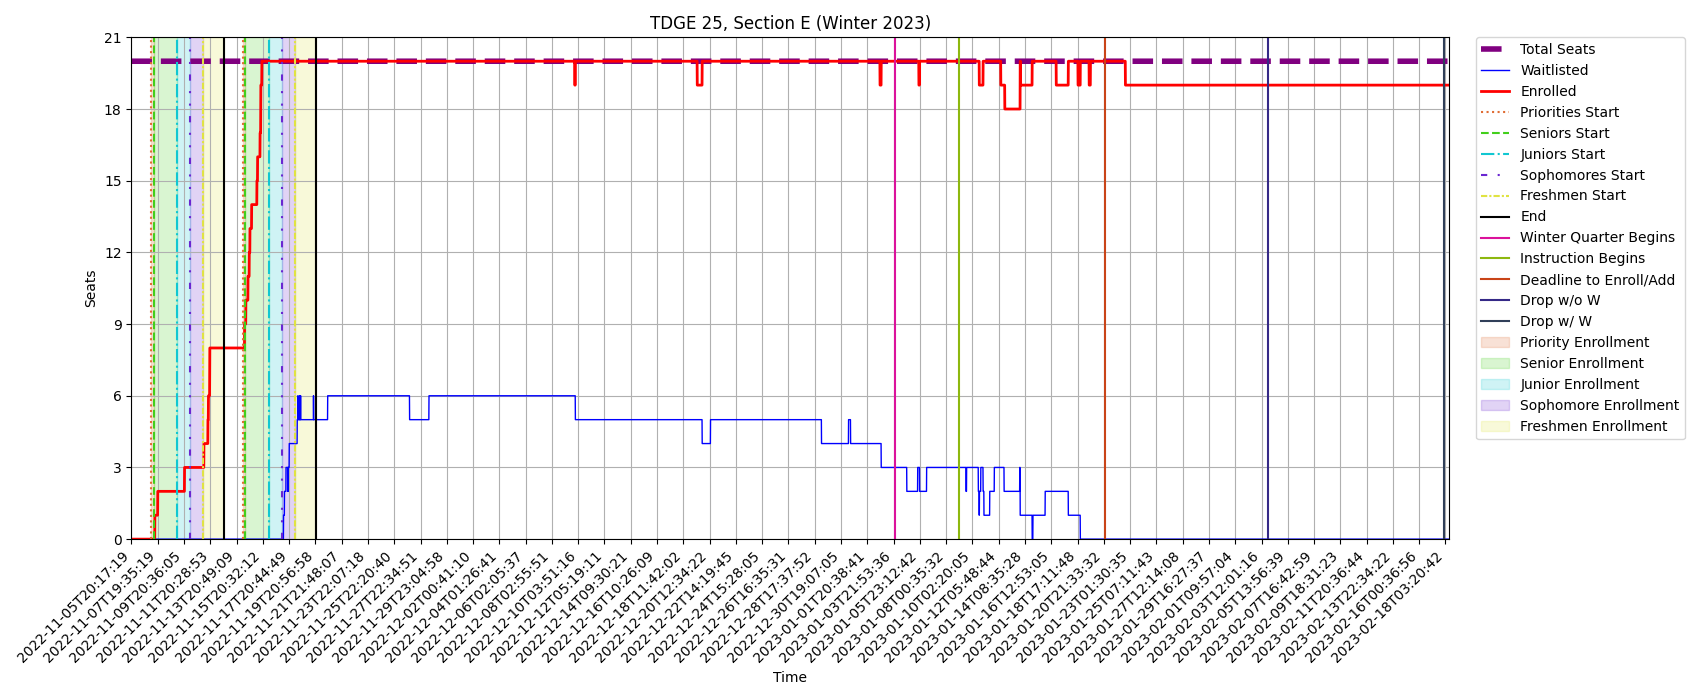 TDGE 25, Section E (Winter 2023)
Seats
21
18
15
12
9
6
3
0
2022-11-05T20:17:19
2022-11-07T19:35:19
2022-11-09T20:36:05
2022-11-11T20:28:53
2022-11-13T20:49:09
2022-11-15T20:32:12
2022-11-17T20:44:49
2022-11-19T20:56:58
2022-11-21T21:48:07
2022-11-23T22:07:18
2022-11-25T22:20:40
2022-11-27T22:34:51
2022-11-29T23:04:58
2022-12-02T00:41:10
2022-12-04T01:26:41
2022-12-06T02:05:37
2022-12-08T02:55:51
2022-12-10T03:51:16
2022-12-12T05:19:11
2022-12-14T09:30:21
2022-12-16T10:26:09
2022-12-18T11:42:02
2022-12-20T12:34:22
2022-12-22T14:19:45
2022-12-24T15:28:05
2022-12-26T16:35:31
2022-12-28T17:37:52
2022-12-30T19:07:05
2023-01-01T20:38:41
2023-01-03T21:53:36
2023-01-05T23:12:42
2023-01-08T00:35:32
2023-01-10T02:20:05
2023-01-12T05:48:44
2023-01-14T08:35:28
2023-01-16T12:53:05
2023-01-18T17:11:48
2023-01-20T21:33:32
2023-01-23T01:30:35
2023-01-25T07:11:43
2023-01-27T12:14:08
2023-01-29T16:27:37
2023-02-01T09:57:04
2023-02-03T12:01:16
2023-02-05T13:56:39
2023-02-07T16:42:59
2023-02-09T18:31:23
2023-02-11T20:36:44
2023-02-13T22:34:22
2023-02-16T00:36:56
2023-02-18T03:20:42
Time
Total Seats
Waitlisted
Enrolled
Priorities Start
Seniors Start
Juniors Start
Sophomores Start
Freshmen Start
End
Winter Quarter Begins
Instruction Begins
Deadline to Enroll/Add
Drop w/o W
Drop w/ W
Priority Enrollment
Senior Enrollment
Junior Enrollment
Sophomore Enrollment
Freshmen Enrollment